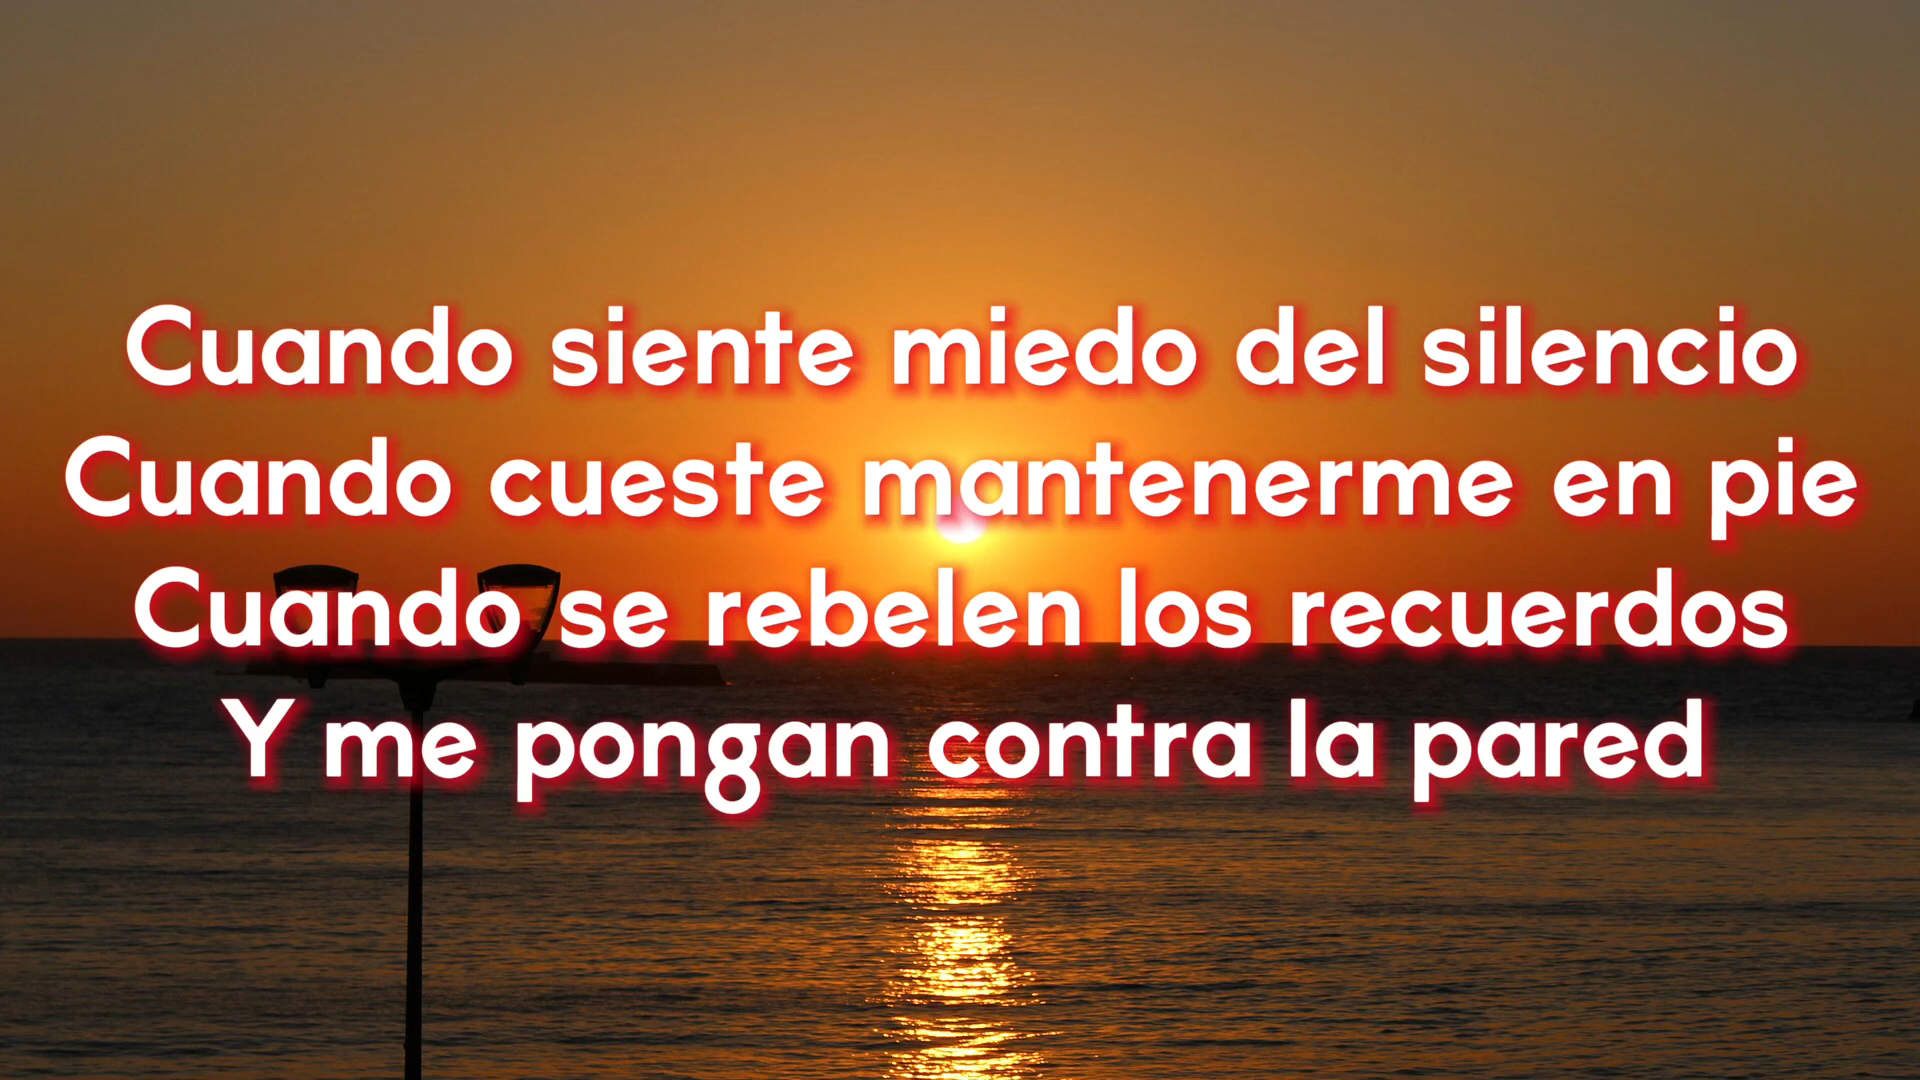 Cuando siente miedo del silencio
Cuando cueste mantenerme en pie
Cuando se rebelen los recuerdos
Y me pongan contra la pared